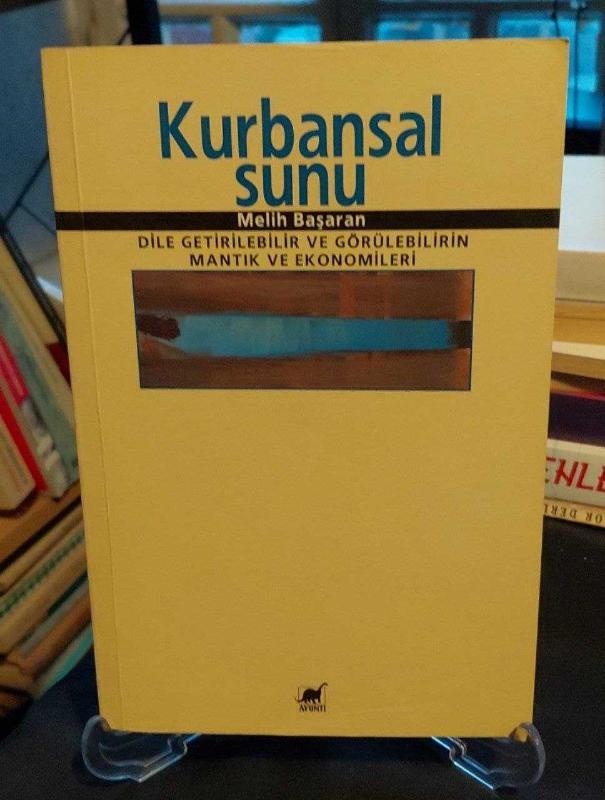 Kurbansal
sunu
Melih Başaran
DİLE GETİRİLEBİLİR VE GÖRÜLEBİLİRİN
MANTIK VE EKONOMİLERİ
AYRINTI